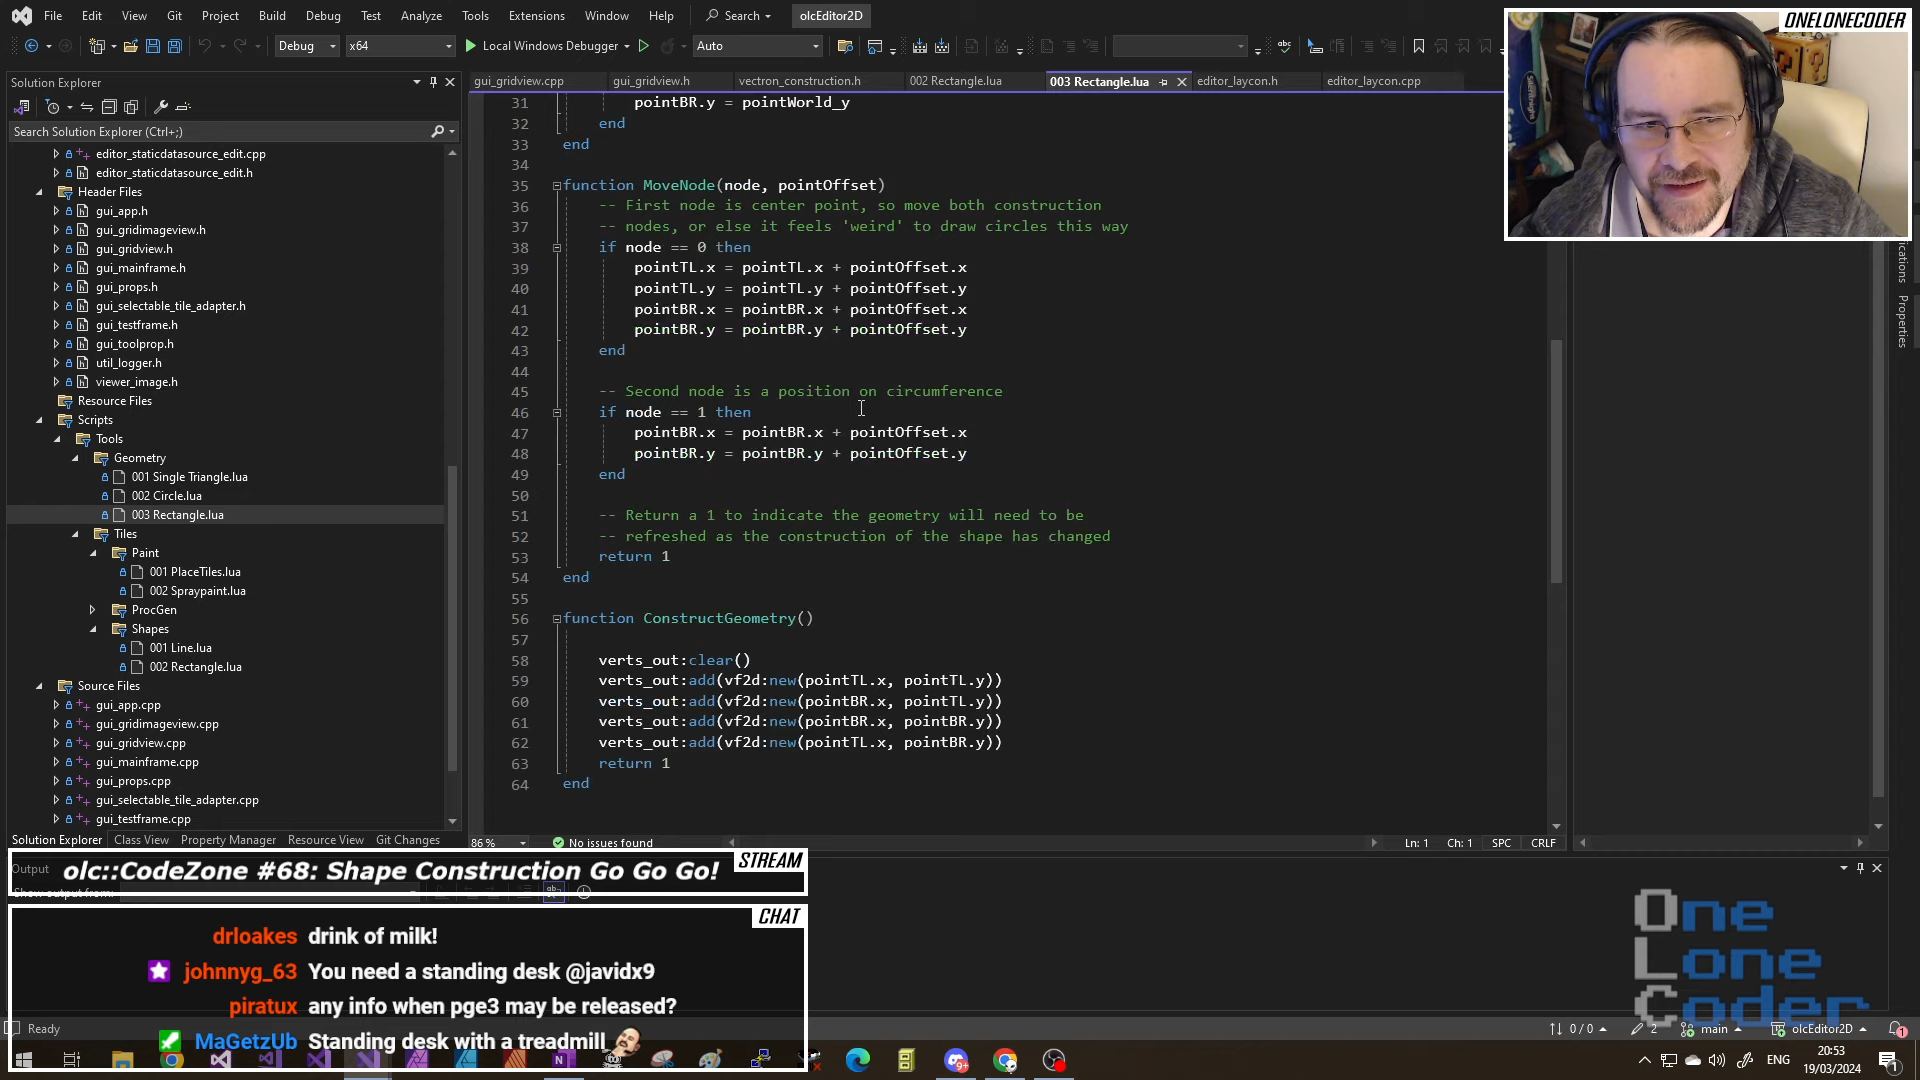 File Edit View Git Project Build Debug Test Analyze Tools Extensions Window Help Search olcEditor2D
Debug x64 Local Windows Debugger Auto
ONELONECODER
Solution Explorer
Search Solution Explorer (Ctrl+;)
editor_staticdatasource_edit.cpp
editor_staticdatasource_edit.h
Header Files
gui_app.h
gui_gridimageview.h
gui_gridview.h
gui_mainframe.h
gui_props.h
gui_selectable_tile_adapter.h
gui_testframe.h
gui_toolprop.h
util_logger.h
viewer_image.h
Resource Files
Scripts
Tools
Geometry
001 Single Triangle.lua
002 Circle.lua
003 Rectangle.lua
Tiles
Paint
001 PlaceTiles.lua
002 Spraypaint.lua
ProcGen
Shapes
001 Line.lua
002 Rectangle.lua
Source Files
gui_app.cpp
gui_gridimageview.cpp
gui_gridview.cpp
gui_mainframe.cpp
gui_props.cpp
gui_selectable_tile_adapter.cpp
gui_testframe.cpp
Solution Explorer Class View Property Manager Resource View Git Changes
gui_gridview.cpp gui_gridview.h vectron_construction.h 002 Rectangle.lua 003 Rectangle.lua editor_laycon.h editor_laycon.cpp
31 pointBR.y = pointWorld_y
32 end
33 end
34
35 function MoveNode(node, pointOffset)
36 -- First node is center point, so move both construction
37 -- nodes, or else it feels 'weird' to draw circles this way
38 if node == 0 then
39 pointTL.x = pointTL.x + pointOffset.x
40 pointTL.y = pointTL.y + pointOffset.y
41 pointBR.x = pointBR.x + pointOffset.x
42 pointBR.y = pointBR.y + pointOffset.y
43 end
44
45 -- Second node is a position on circumference
46 if node == 1 then
47 pointBR.x = pointBR.x + pointOffset.x
48 pointBR.y = pointBR.y + pointOffset.y
49 end
50
51 -- Return a 1 to indicate the geometry will need to be
52 -- refreshed as the construction of the shape has changed
53 return 1
54 end
55
56 function ConstructGeometry()
57
58 verts_out:clear()
59 verts_out:add(vf2d:new(pointTL.x, pointTL.y))
60 verts_out:add(vf2d:new(pointBR.x, pointTL.y))
61 verts_out:add(vf2d:new(pointBR.x, pointBR.y))
62 verts_out:add(vf2d:new(pointTL.x, pointBR.y))
63 return 1
64 end
86 % No issues found Ln: 1 Ch: 1 SPC CRLF
Properties
Output
olc::CodeZone #68: Shape Construction Go Go Go!
STREAM
CHAT
drloakes drink of milk!
johnnyg_63 You need a standing desk @javidx9
piratux any info when pge3 may be released?
MaGetzUb Standing desk with a treadmill
One
Lone
Coder
Ready 0 / 0 2 main olcEditor2D 1
ENG 20:53
19/03/2024